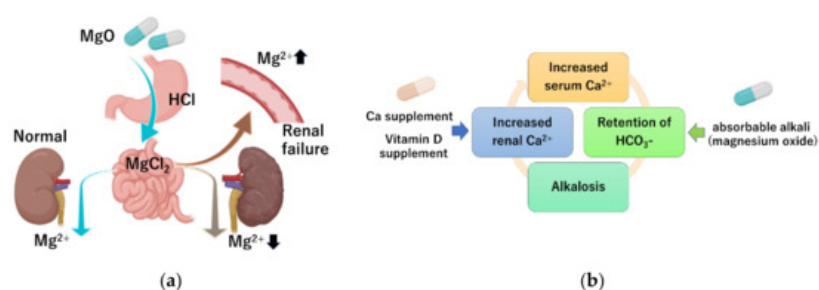 MgO
Mg²⁺⬆
HCl
Renal
failure
Normal
MgCl₂
Mg²⁺
Mg²⁺⬇
(a)
Increased
serum Ca²⁺
Ca supplement
Vitamin D
supplement
Increased
renal Ca²⁺
Retention of
HCO₃-
absorbable alkali
(magnesium oxide)
Alkalosis
(b)